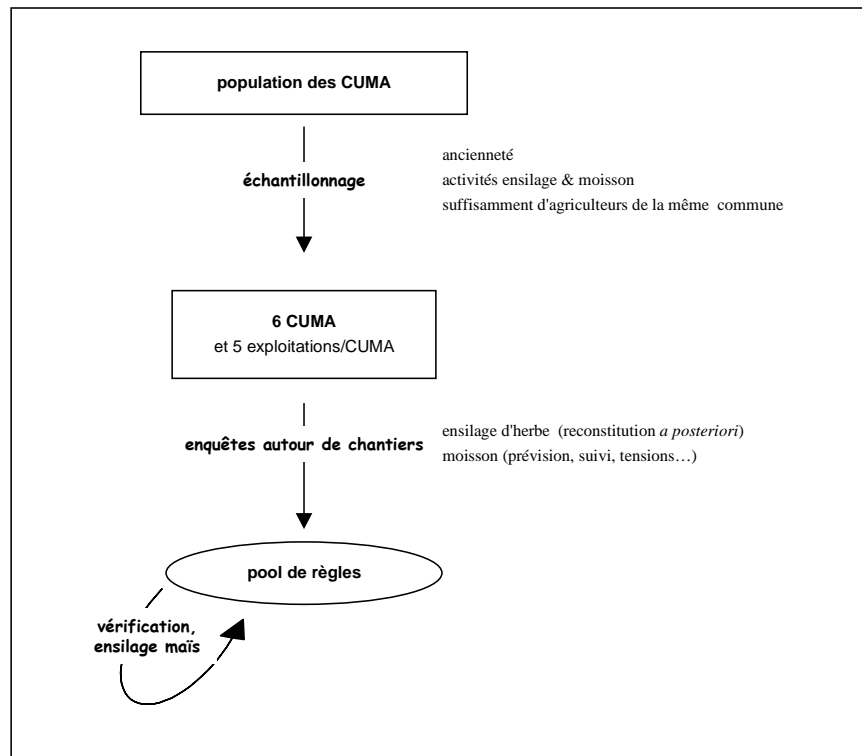 population des CUMA
échantillonnage
ancienneté
activités ensilage & moisson
suffisamment d'agriculteurs de la même commune
6 CUMA
et 5 exploitations/CUMA
enquêtes autour de chantiers
ensilage d'herbe (reconstitution a posteriori)
moisson (prévision, suivi, tensions…)
pool de règles
vérification,
ensilage maïs